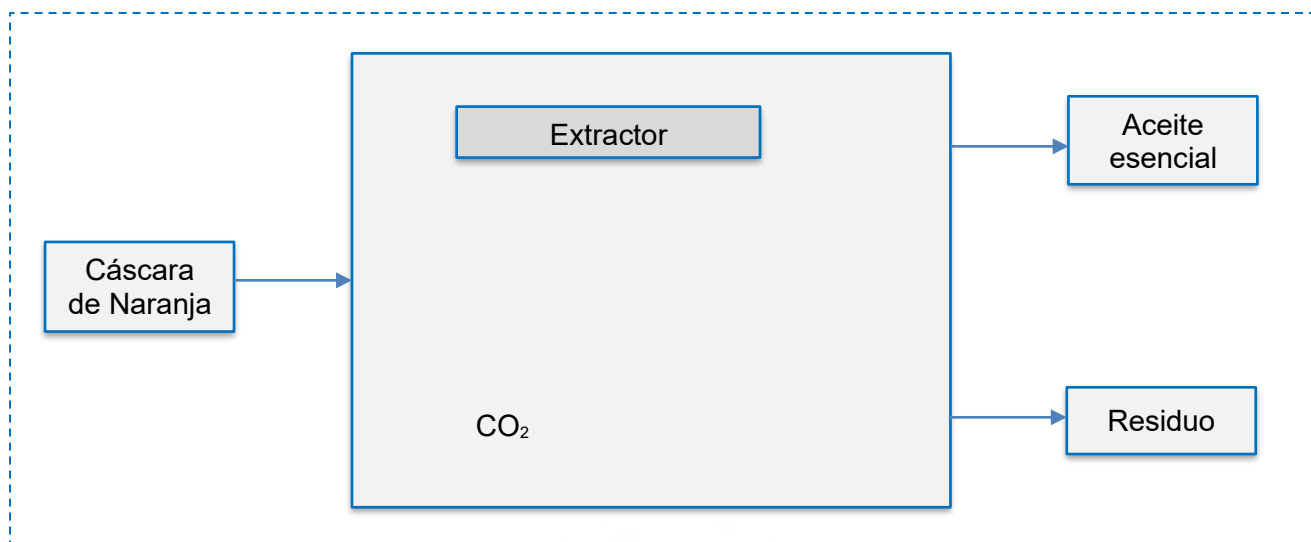 Extractor
Aceite
esencial
Cáscara
de Naranja
CO₂
Residuo